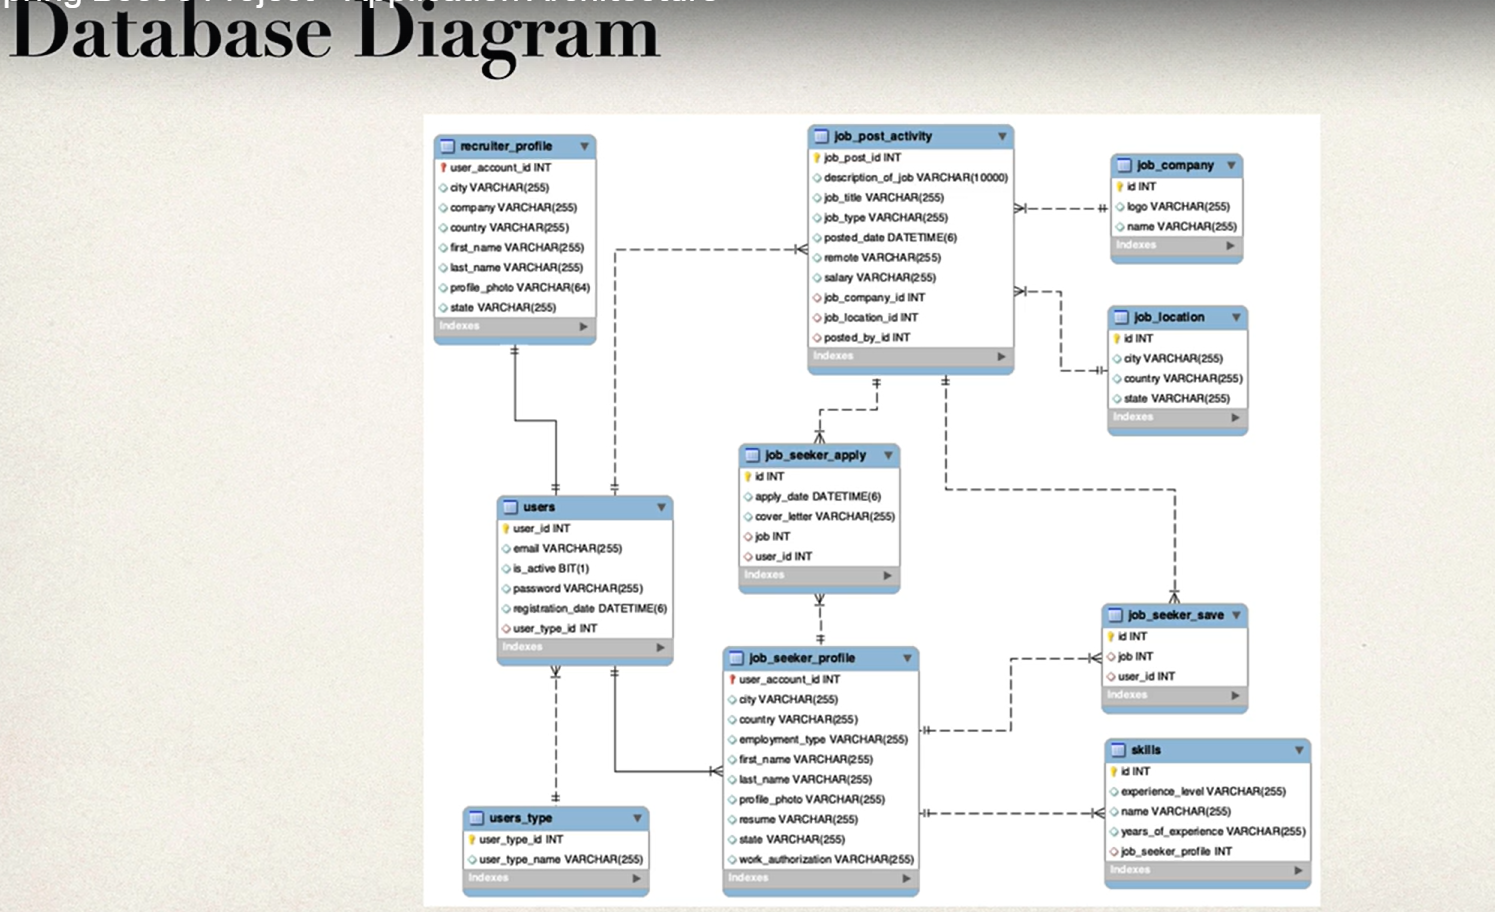 Database Diagram
recruiter_profile
user_account_id INT
city VARCHAR(255)
company VARCHAR(255)
country VARCHAR(255)
first_name VARCHAR(255)
last_name VARCHAR(255)
profile_photo VARCHAR(64)
state VARCHAR(255)
Indexes
job_post_activity
job_post_id INT
description_of_job VARCHAR(10000)
job_title VARCHAR(255)
job_type VARCHAR(255)
posted_date DATETIME(6)
remote VARCHAR(255)
salary VARCHAR(255)
job_company_id INT
job_location_id INT
posted_by_id INT
Indexes
job_company
id INT
logo VARCHAR(255)
name VARCHAR(255)
Indexes
job_location
id INT
city VARCHAR(255)
country VARCHAR(255)
state VARCHAR(255)
Indexes
users
user_id INT
email VARCHAR(255)
is_active BIT(1)
password VARCHAR(255)
registration_date DATETIME(6)
user_type_id INT
Indexes
job_seeker_apply
id INT
apply_date DATETIME(6)
cover_letter VARCHAR(255)
job INT
user_id INT
Indexes
job_seeker_save
id INT
job INT
user_id INT
Indexes
job_seeker_profile
user_account_id INT
city VARCHAR(255)
country VARCHAR(255)
employment_type VARCHAR(255)
first_name VARCHAR(255)
last_name VARCHAR(255)
profile_photo VARCHAR(255)
resume VARCHAR(255)
state VARCHAR(255)
work_authorization VARCHAR(255)
Indexes
skills
id INT
experience_level VARCHAR(255)
name VARCHAR(255)
years_of_experience VARCHAR(255)
job_seeker_profile INT
Indexes
users_type
user_type_id INT
user_type_name VARCHAR(255)
Indexes